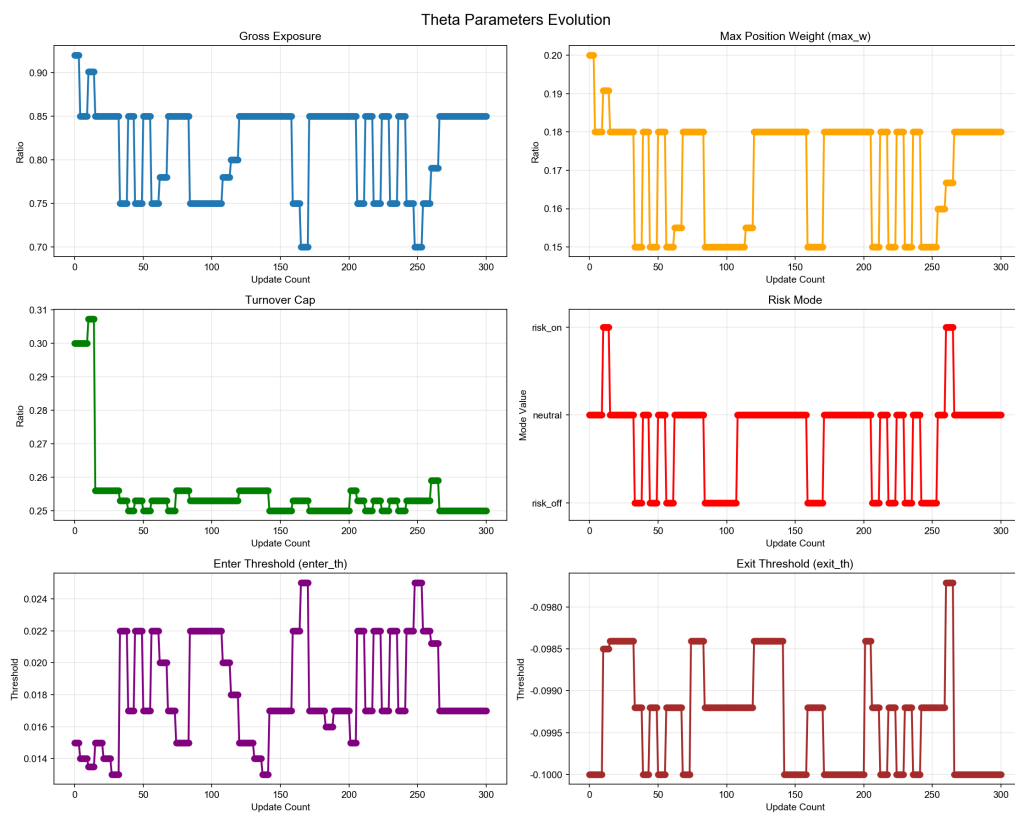 Theta Parameters Evolution
Gross Exposure
0.90
0.85
0.80
0.75
0.70
Ratio
0 50 100 150 200 250 300
Update Count
Max Position Weight (max_w)
0.20
0.19
0.18
0.17
0.16
0.15
Ratio
0 50 100 150 200 250 300
Update Count
Turnover Cap
0.31
0.30
0.29
0.28
0.27
0.26
0.25
Ratio
0 50 100 150 200 250 300
Update Count
Risk Mode
risk_on
neutral
risk_off
Mode Value
0 50 100 150 200 250 300
Update Count
Enter Threshold (enter_th)
0.024
0.022
0.020
0.018
0.016
0.014
Threshold
0 50 100 150 200 250 300
Update Count
Exit Threshold (exit_th)
-0.0980
-0.0985
-0.0990
-0.0995
-0.1000
Threshold
0 50 100 150 200 250 300
Update Count